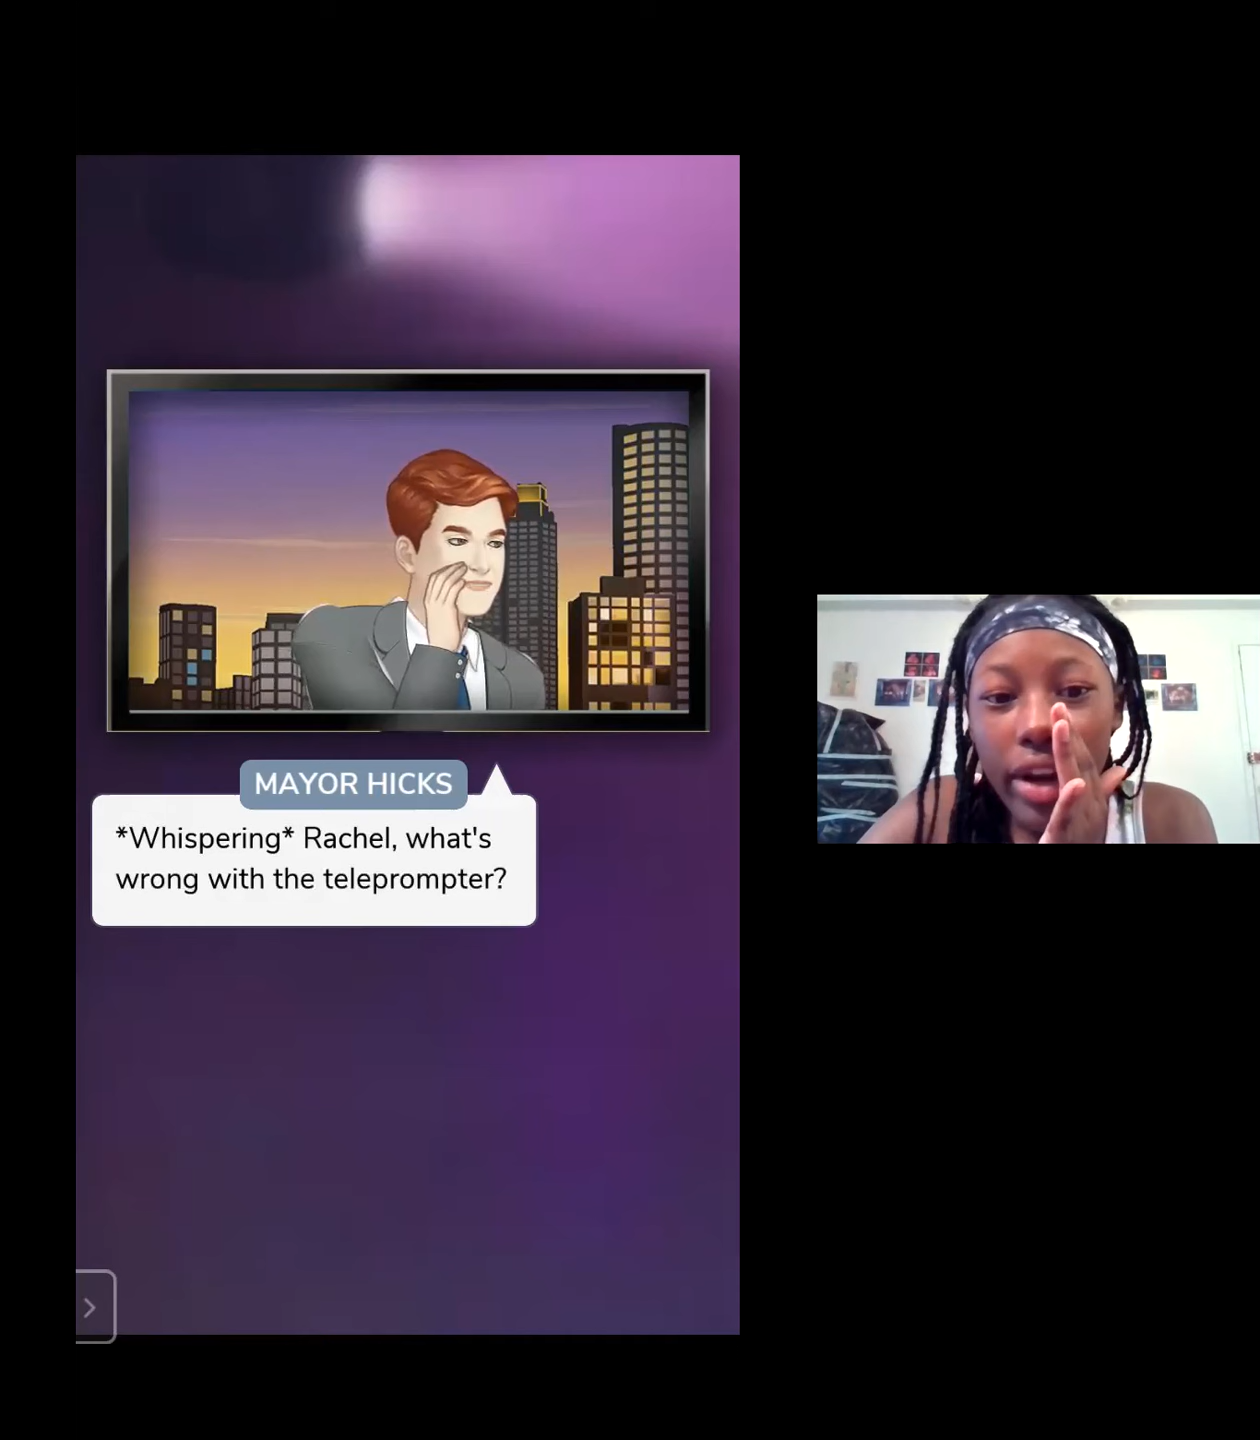 MAYOR HICKS
*Whispering* Rachel, what's
wrong with the teleprompter?